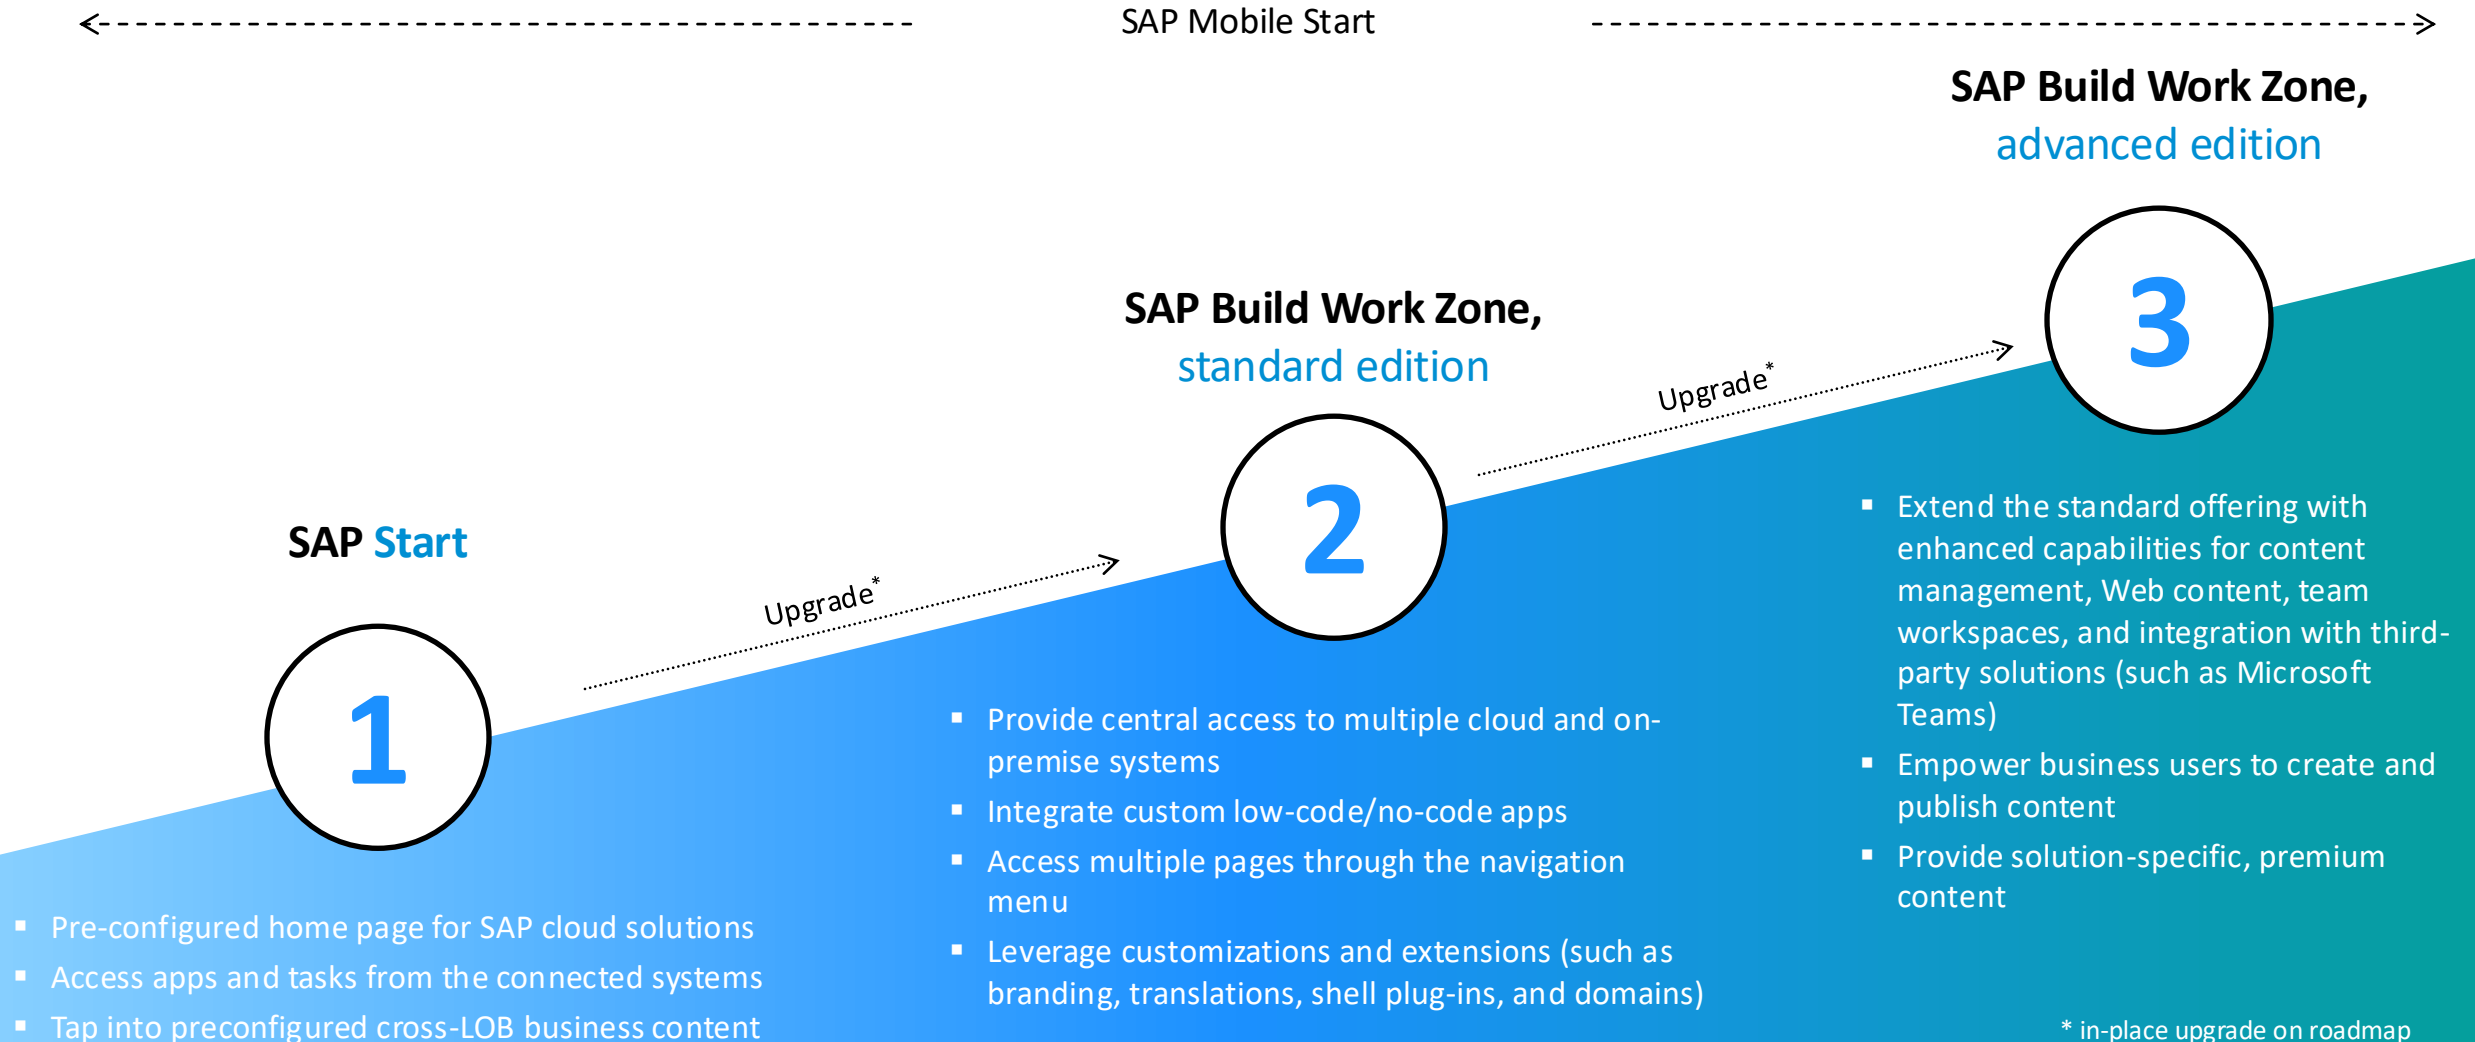 SAP Mobile Start
SAP Build Work Zone,
advanced edition
3
SAP Build Work Zone,
standard edition
Upgrade*
2
SAP Start
Upgrade*
1
▪ Pre-configured home page for SAP cloud solutions
▪ Access apps and tasks from the connected systems
▪ Tap into preconfigured cross-LOB business content
▪ Provide central access to multiple cloud and on-
premise systems
▪ Integrate custom low-code/no-code apps
▪ Access multiple pages through the navigation
menu
▪ Leverage customizations and extensions (such as
branding, translations, shell plug-ins, and domains)
▪ Extend the standard offering with
enhanced capabilities for content
management, Web content, team
workspaces, and integration with third-
party solutions (such as Microsoft
Teams)
▪ Empower business users to create and
publish content
▪ Provide solution-specific, premium
content
* in-place upgrade on roadmap